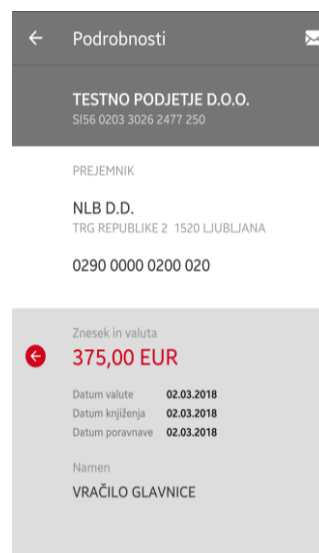 Podrobnosti
TESTNO PODJETJE D.O.O.
SI56 0203 3026 2477 250
PREJEMNIK
NLB D.D.
TRG REPUBLIKE 2 1520 LJUBLJANA
0290 0000 0200 020
Znesek in valuta
375,00 EUR
Datum valute 02.03.2018
Datum knjiženja 02.03.2018
Datum poravnave 02.03.2018
Namen
VRAČILO GLAVNICE